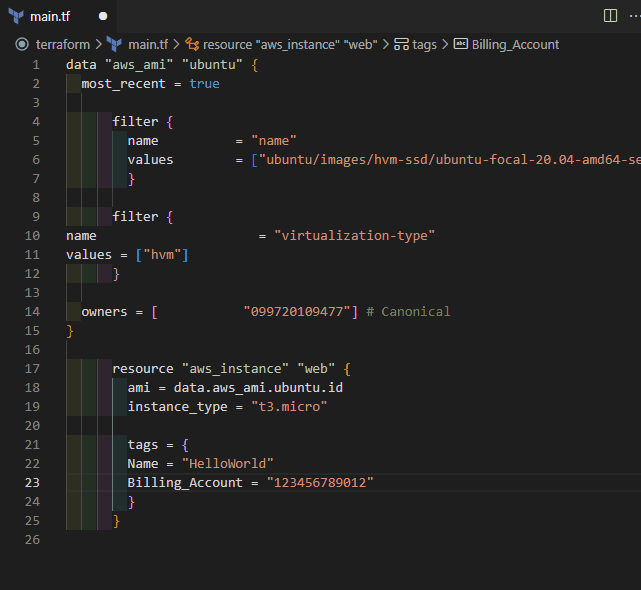 main.tf
terraform > main.tf > resource "aws_instance" "web" > tags > abc Billing_Account
1 data "aws_ami" "ubuntu" {
2 most_recent = true
3
4 filter {
5 name = "name"
6 values = ["ubuntu/images/hvm-ssd/ubuntu-focal-20.04-amd64-se
7 }
8
9 filter {
10 name = "virtualization-type"
11 values = ["hvm"]
12 }
13
14 owners = [ "099720109477"] # Canonical
15 }
16
17 resource "aws_instance" "web" {
18 ami = data.aws_ami.ubuntu.id
19 instance_type = "t3.micro"
20
21 tags = {
22 Name = "HelloWorld"
23 Billing_Account = "123456789012"
24 }
25 }
26